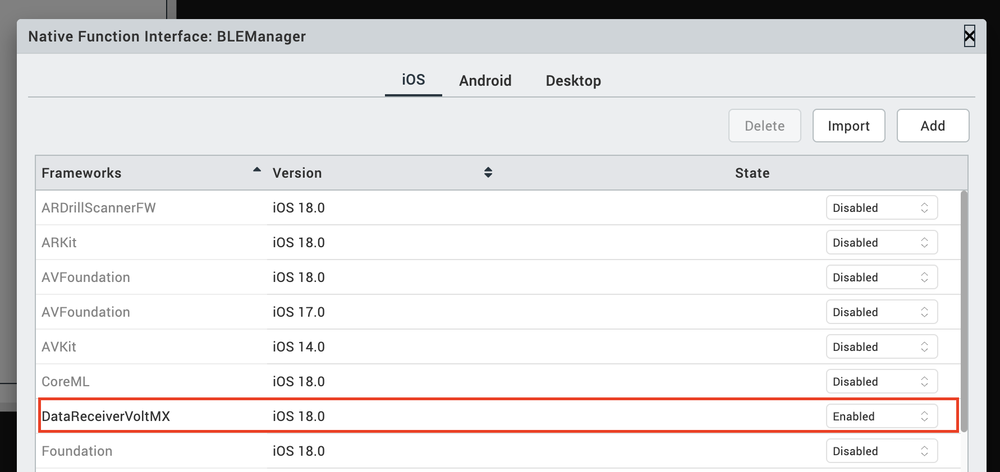 Native Function Interface: BLEManager
iOS Android Desktop
Delete Import Add
Frameworks Version State
ARDrillScannerFW iOS 18.0 Disabled
ARKit iOS 18.0 Disabled
AVFoundation iOS 18.0 Disabled
AVFoundation iOS 17.0 Disabled
AVKit iOS 14.0 Disabled
CoreML iOS 18.0 Disabled
DataReceiverVoltMX iOS 18.0 Enabled
Foundation iOS 18.0 Disabled